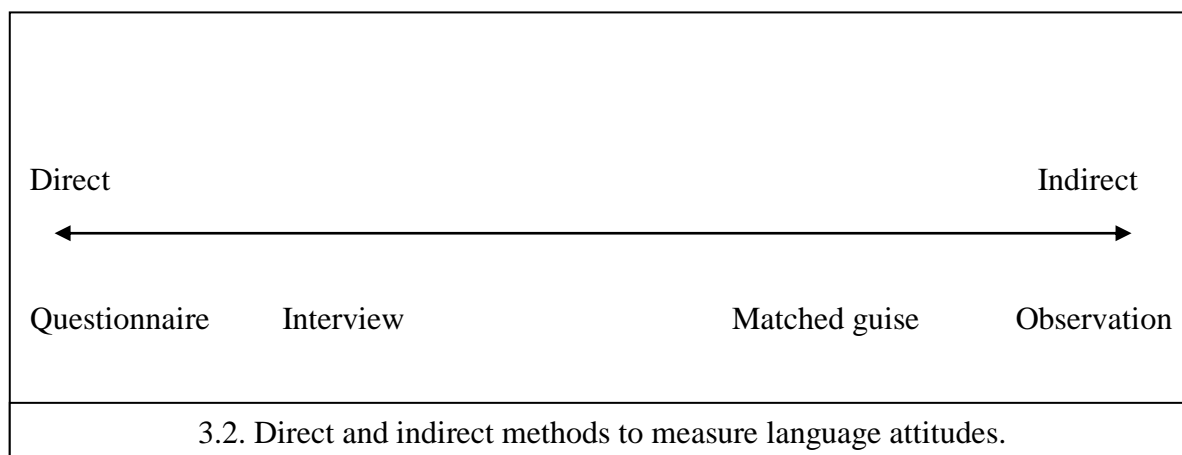 Direct Indirect
Questionnaire Interview Matched guise Observation
3.2. Direct and indirect methods to measure language attitudes.